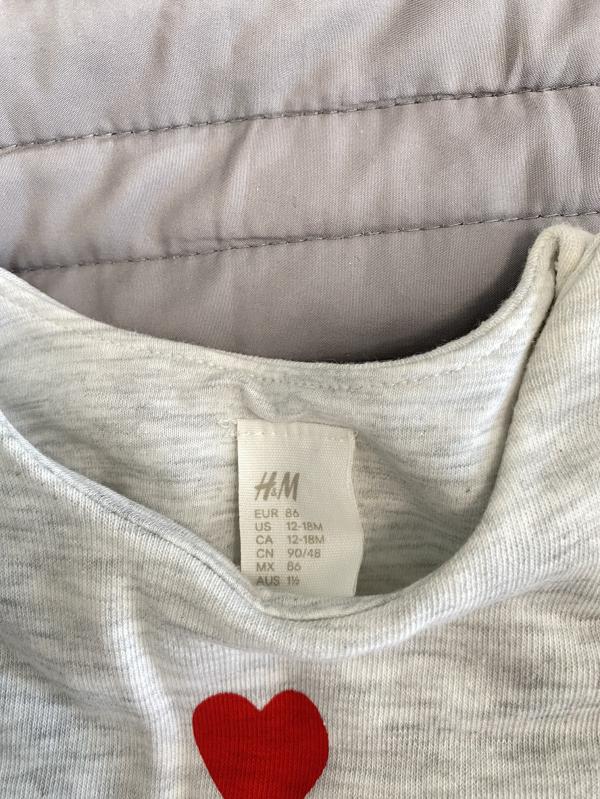 H&M
EUR 86
US 12-18M
CA 12-18M
CN 90/48
MX 86
AUS 1½